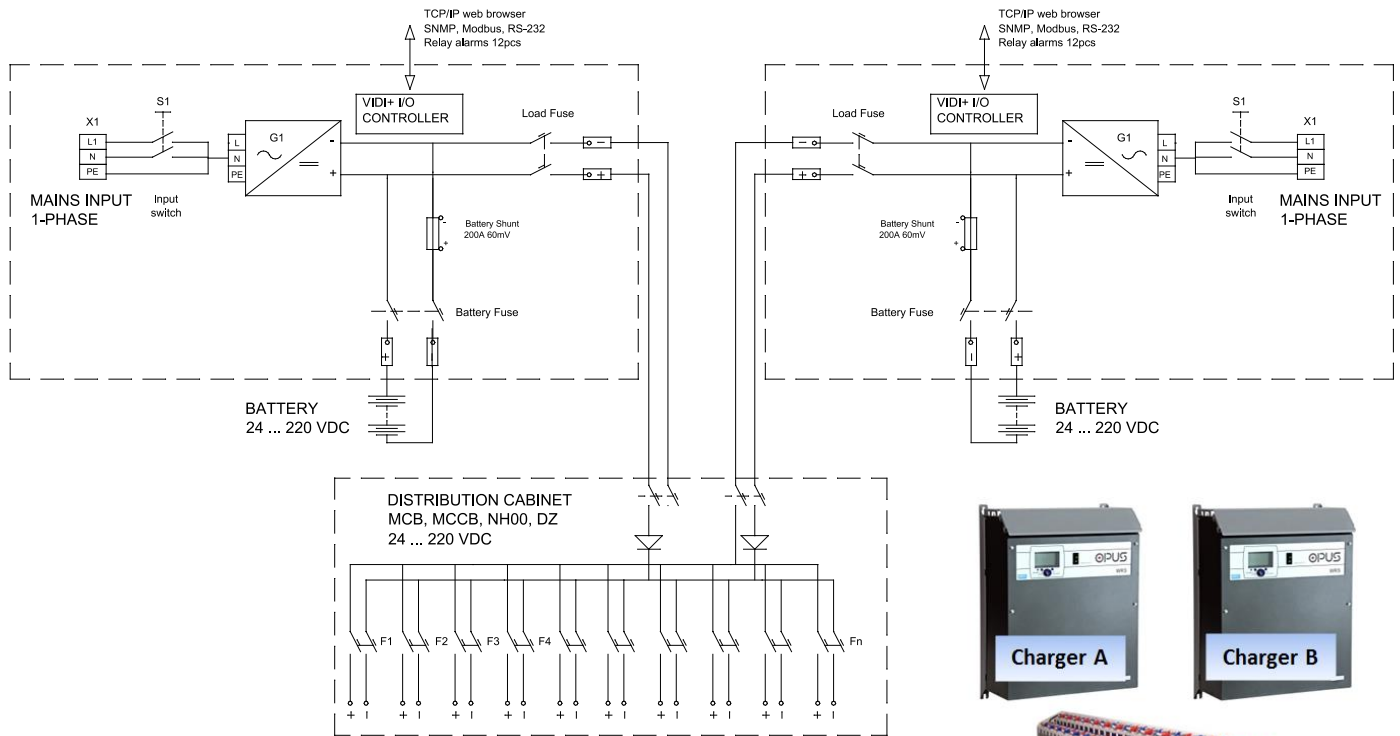 TCP/IP web browser
SNMP, Modbus, RS-232
Relay alarms 12pcs
VIDI+ I/O
CONTROLLER
S1
X1
L1
N
PE
L
N
PE
G1
-
+
Load Fuse
-
+
MAINS INPUT
1-PHASE
Input
switch
Battery Shunt
200A 60mV
-
+
Battery Fuse
+
-
BATTERY
24 ... 220 VDC
TCP/IP web browser
SNMP, Modbus, RS-232
Relay alarms 12pcs
VIDI+ I/O
CONTROLLER
Load Fuse
-
+
-
+
G1
L
N
PE
S1
X1
L1
N
PE
Input
switch
MAINS INPUT
1-PHASE
Battery Shunt
200A 60mV
-
+
Battery Fuse
-
+
BATTERY
24 ... 220 VDC
DISTRIBUTION CABINET
MCB, MCCB, NH00, DZ
24 ... 220 VDC
F1 F2 F3 F4 Fn
+ - + - + - + - + - + - + - + - + - + -
OPUS
WRS
Charger A
OPUS
WRS
Charger B